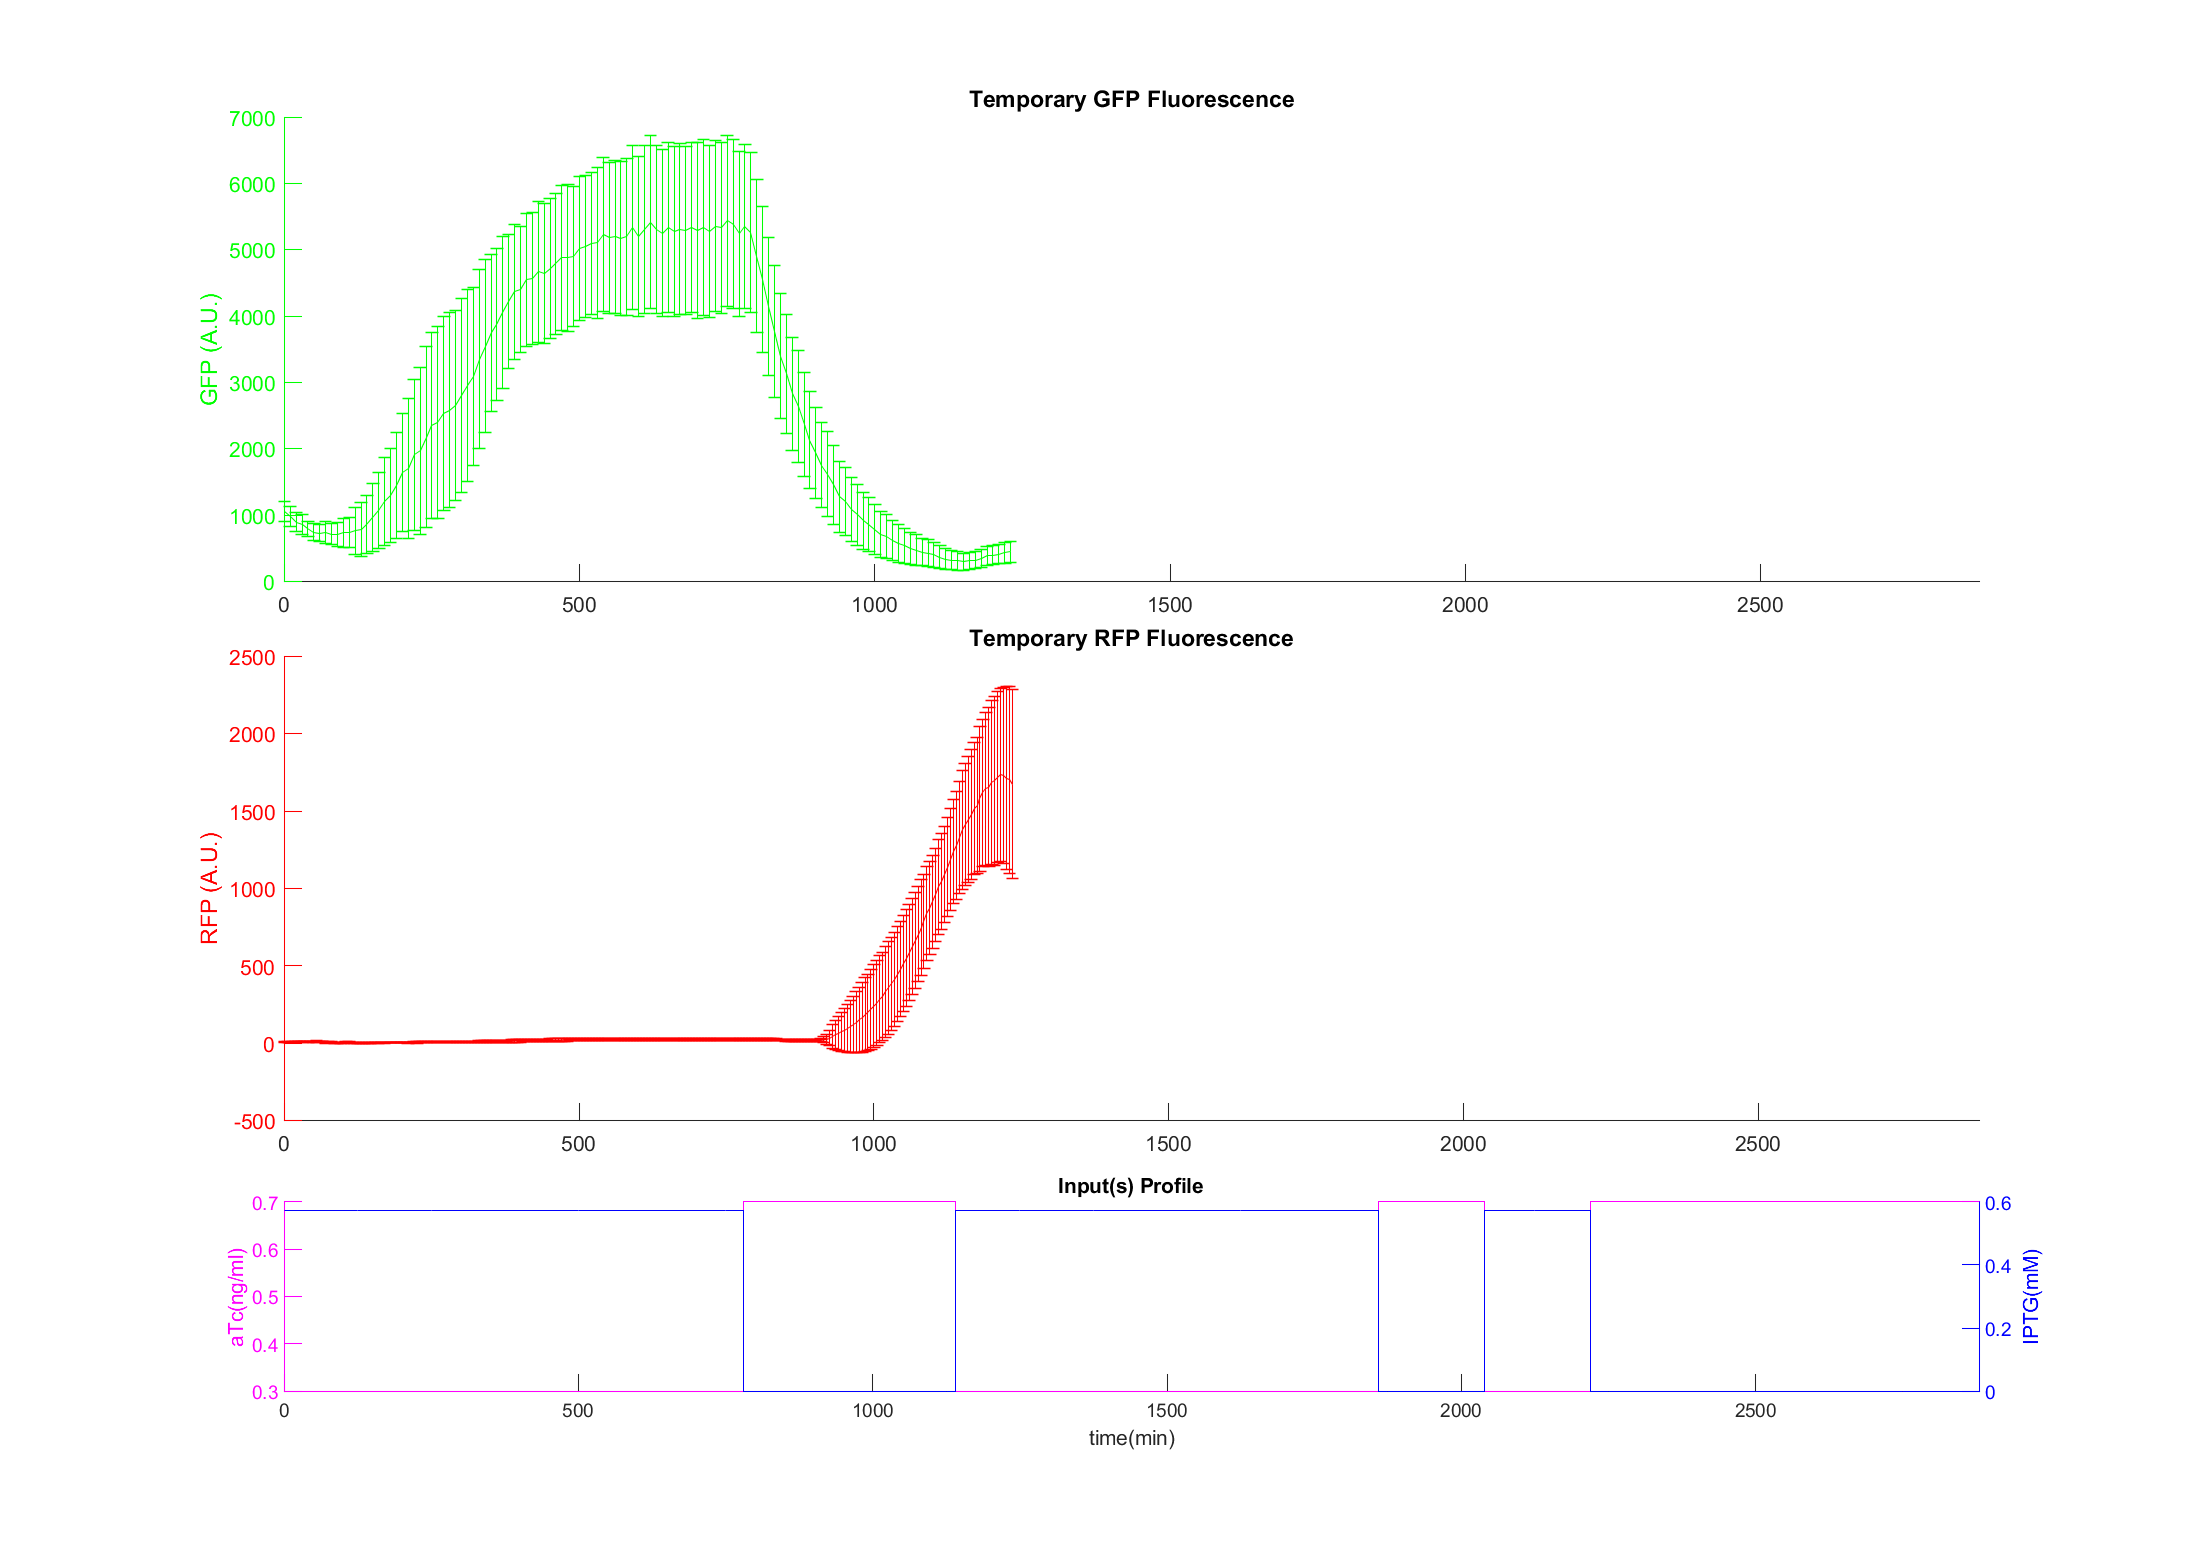 Temporary GFP Fluorescence
7000
6000
5000
4000
3000
2000
1000
0
GFP (A.U.)
0 500 1000 1500 2000 2500
Temporary RFP Fluorescence
2500
2000
1500
1000
500
0
-500
RFP (A.U.)
0 500 1000 1500 2000 2500
Input(s) Profile
0.7
0.6
0.5
0.4
0.3
aTc(ng/ml)
0.6
0.4
0.2
0
IPTG(mM)
0 500 1000 1500 2000 2500
time(min)